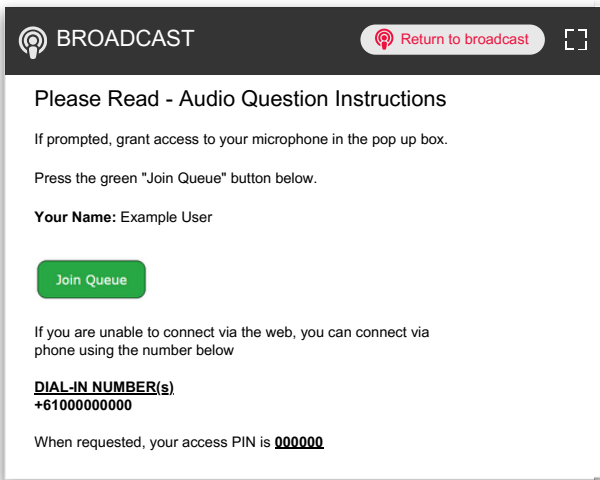 BROADCAST
Return to broadcast
Please Read - Audio Question Instructions
If prompted, grant access to your microphone in the pop up box.
Press the green "Join Queue" button below.
Your Name: Example User
Join Queue
If you are unable to connect via the web, you can connect via
phone using the number below
DIAL-IN NUMBER(s)
+61000000000
When requested, your access PIN is 000000